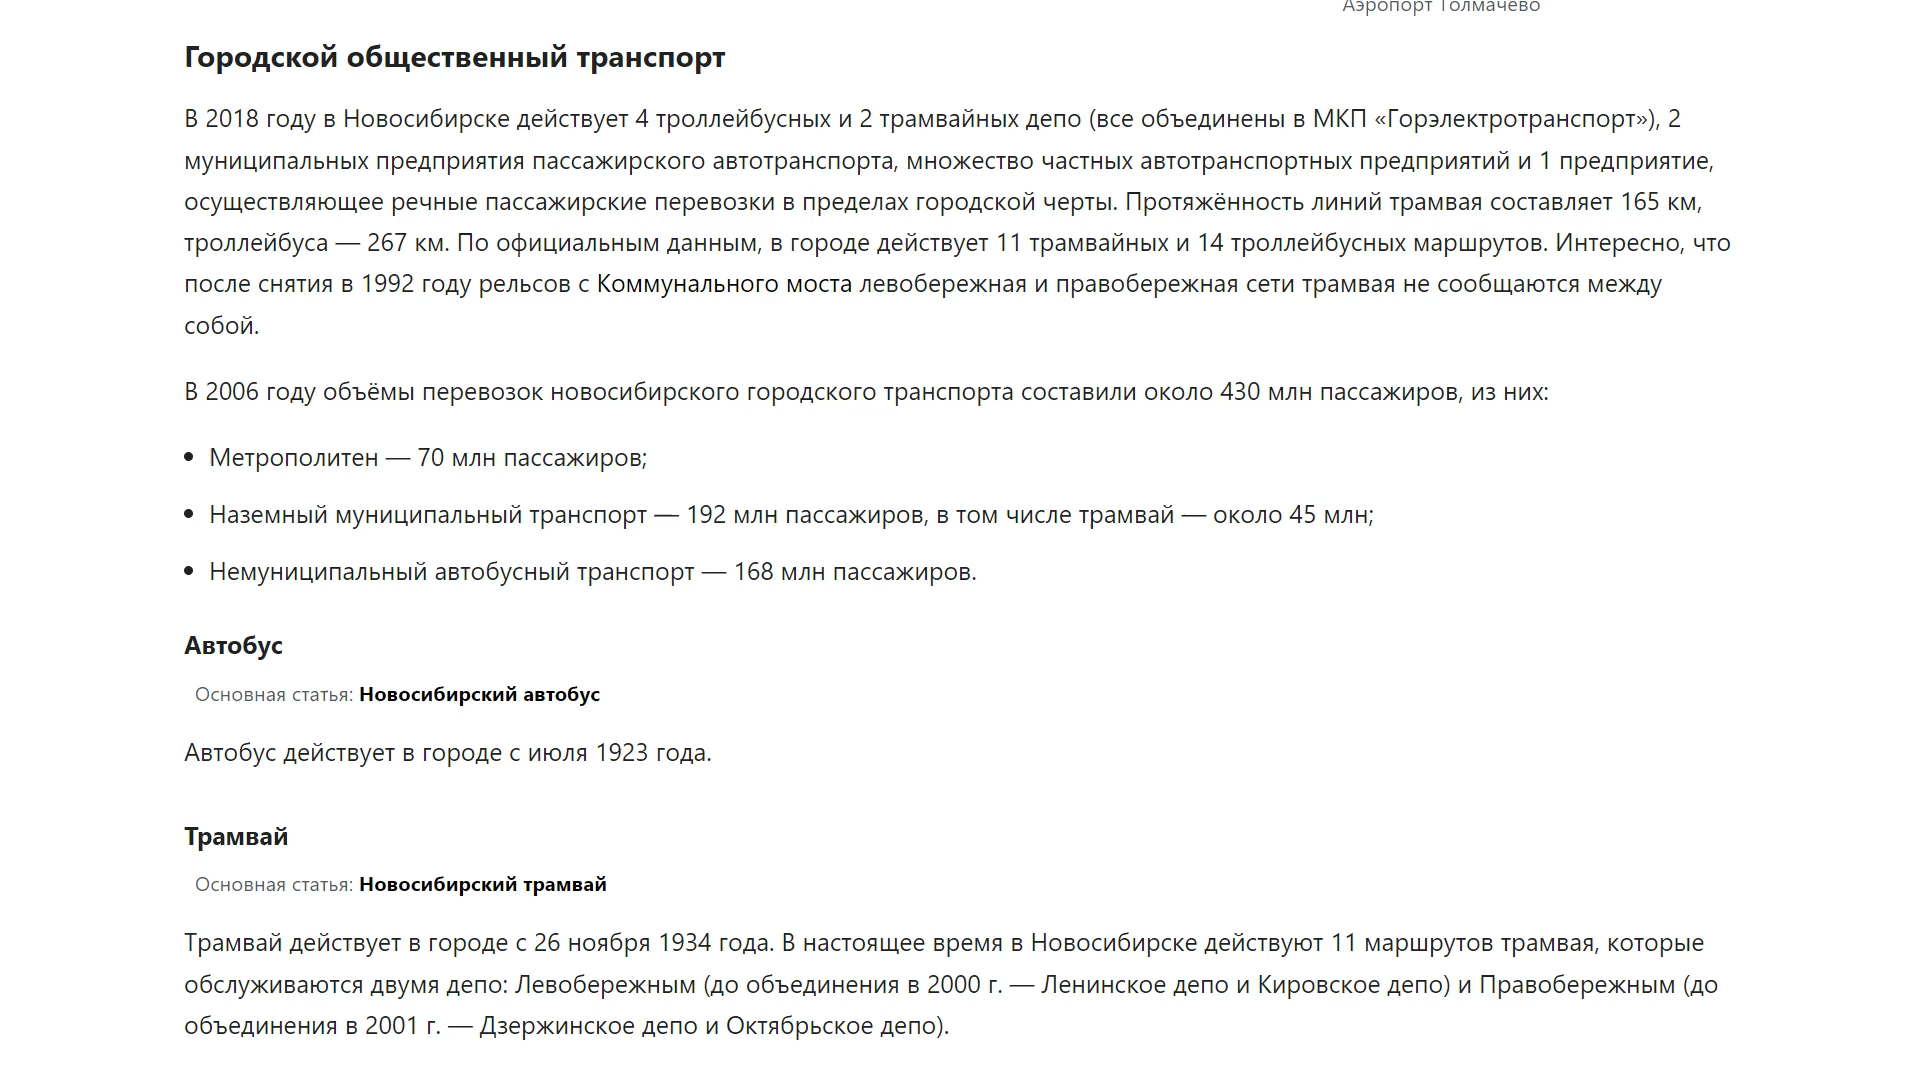 Аэропорт Толмачёво
Городской общественный транспорт
В 2018 году в Новосибирске действует 4 троллейбусных и 2 трамвайных депо (все объединены в МКП «Горэлектротранспорт»), 2
муниципальных предприятия пассажирского автотранспорта, множество частных автотранспортных предприятий и 1 предприятие,
осуществляющее речные пассажирские перевозки в пределах городской черты. Протяжённость линий трамвая составляет 165 км,
троллейбуса — 267 км. По официальным данным, в городе действует 11 трамвайных и 14 троллейбусных маршрутов. Интересно, что
после снятия в 1992 году рельсов с Коммунального моста левобережная и правобережная сети трамвая не сообщаются между
собой.
В 2006 году объёмы перевозок новосибирского городского транспорта составили около 430 млн пассажиров, из них:
• Метрополитен — 70 млн пассажиров;
• Наземный муниципальный транспорт — 192 млн пассажиров, в том числе трамвай — около 45 млн;
• Немуниципальный автобусный транспорт — 168 млн пассажиров.
Автобус
Основная статья: Новосибирский автобус
Автобус действует в городе с июля 1923 года.
Трамвай
Основная статья: Новосибирский трамвай
Трамвай действует в городе с 26 ноября 1934 года. В настоящее время в Новосибирске действуют 11 маршрутов трамвая, которые
обслуживаются двумя депо: Левобережным (до объединения в 2000 г. — Ленинское депо и Кировское депо) и Правобережным (до
объединения в 2001 г. — Дзержинское депо и Октябрьское депо).